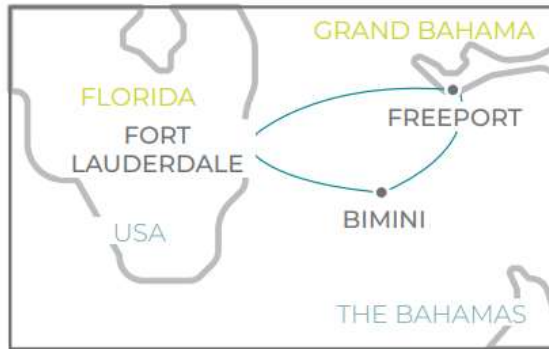 GRAND BAHAMA
FLORIDA
FREEPORT
FORT
LAUDERDALE
BIMINI
USA
THE BAHAMAS